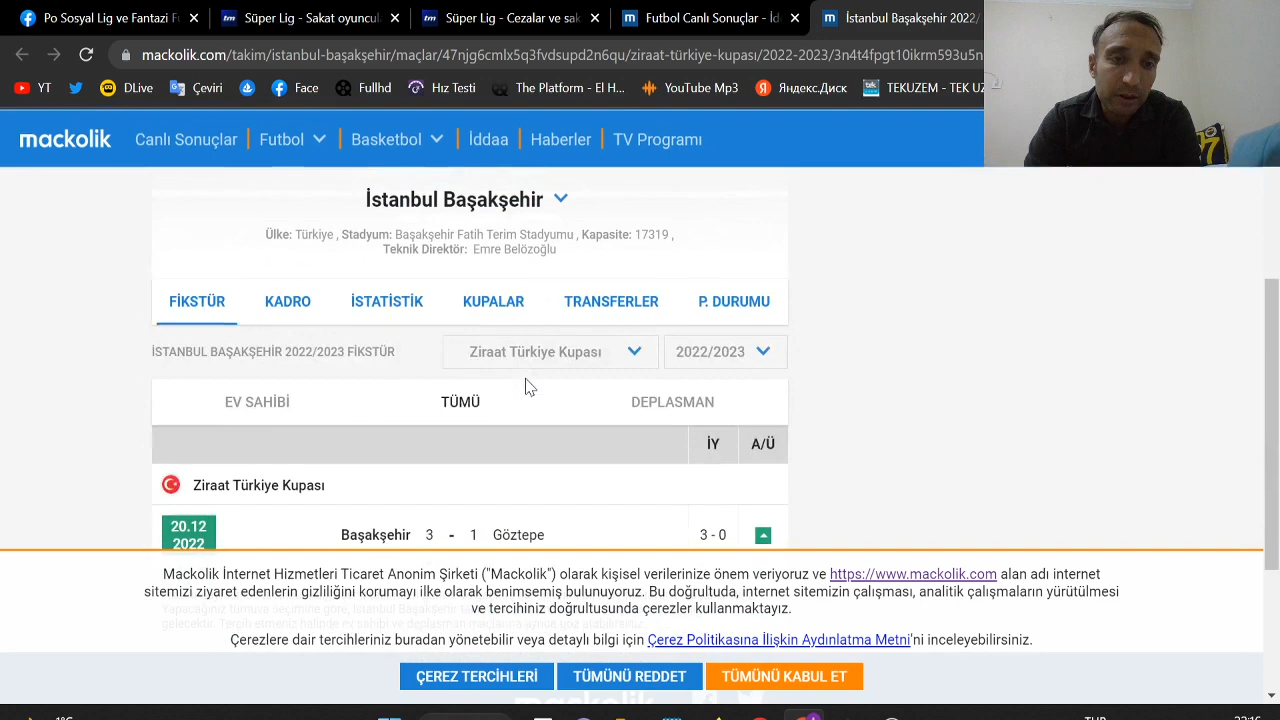 Po Sosyal Lig ve Fantazi F
Süper Lig - Sakat oyuncul
Süper Lig - Cezalar ve sak
Futbol Canlı Sonuçlar - İd
İstanbul Başakşehir 2022/
mackolik.com/takim/istanbul-başakşehir/maçlar/47njg6cmlx5q3fvdsupd2n6qu/ziraat-türkiye-kupası/2022-2023/3n4t4fpgt10ikrm593u5n
YT
DLive
Çeviri
Face
Fullhd
Hız Testi
The Platform - El H...
YouTube Mp3
Яндекс.Диск
TEKUZEM - TEK UZ
mackolik
Canlı Sonuçlar
Futbol
Basketbol
İddaa
Haberler
TV Programı
İstanbul Başakşehir
Ülke: Türkiye , Stadyum: Başakşehir Fatih Terim Stadyumu , Kapasite: 17319 ,
Teknik Direktör: Emre Belözoğlu
FİKSTÜR
KADRO
İSTATİSTİK
KUPALAR
TRANSFERLER
P. DURUMU
İSTANBUL BAŞAKŞEHİR 2022/2023 FİKSTÜR
Ziraat Türkiye Kupası
2022/2023
EV SAHİBİ
TÜMÜ
DEPLASMAN
İY
A/Ü
Ziraat Türkiye Kupası
20.12
2022
Başakşehir 3 - 1 Göztepe
3 - 0
Mackolik İnternet Hizmetleri Ticaret Anonim Şirketi ("Mackolik") olarak kişisel verilerinize önem veriyoruz ve https://www.mackolik.com alan adı internet
sitemizi ziyaret edenlerin gizliliğini korumayı ilke olarak benimsemiş bulunuyoruz. Bu doğrultuda, internet sitemizin çalışması, analitik çalışmaların yürütülmesi
ve tercihiniz doğrultusunda çerezler kullanmaktayız.
Çerezlere dair tercihleriniz buradan yönetebilir veya detaylı bilgi için Çerez Politikasına İlişkin Aydınlatma Metni'ni inceleyebilirsiniz.
ÇEREZ TERCİHLERİ
TÜMÜNÜ REDDET
TÜMÜNÜ KABUL ET